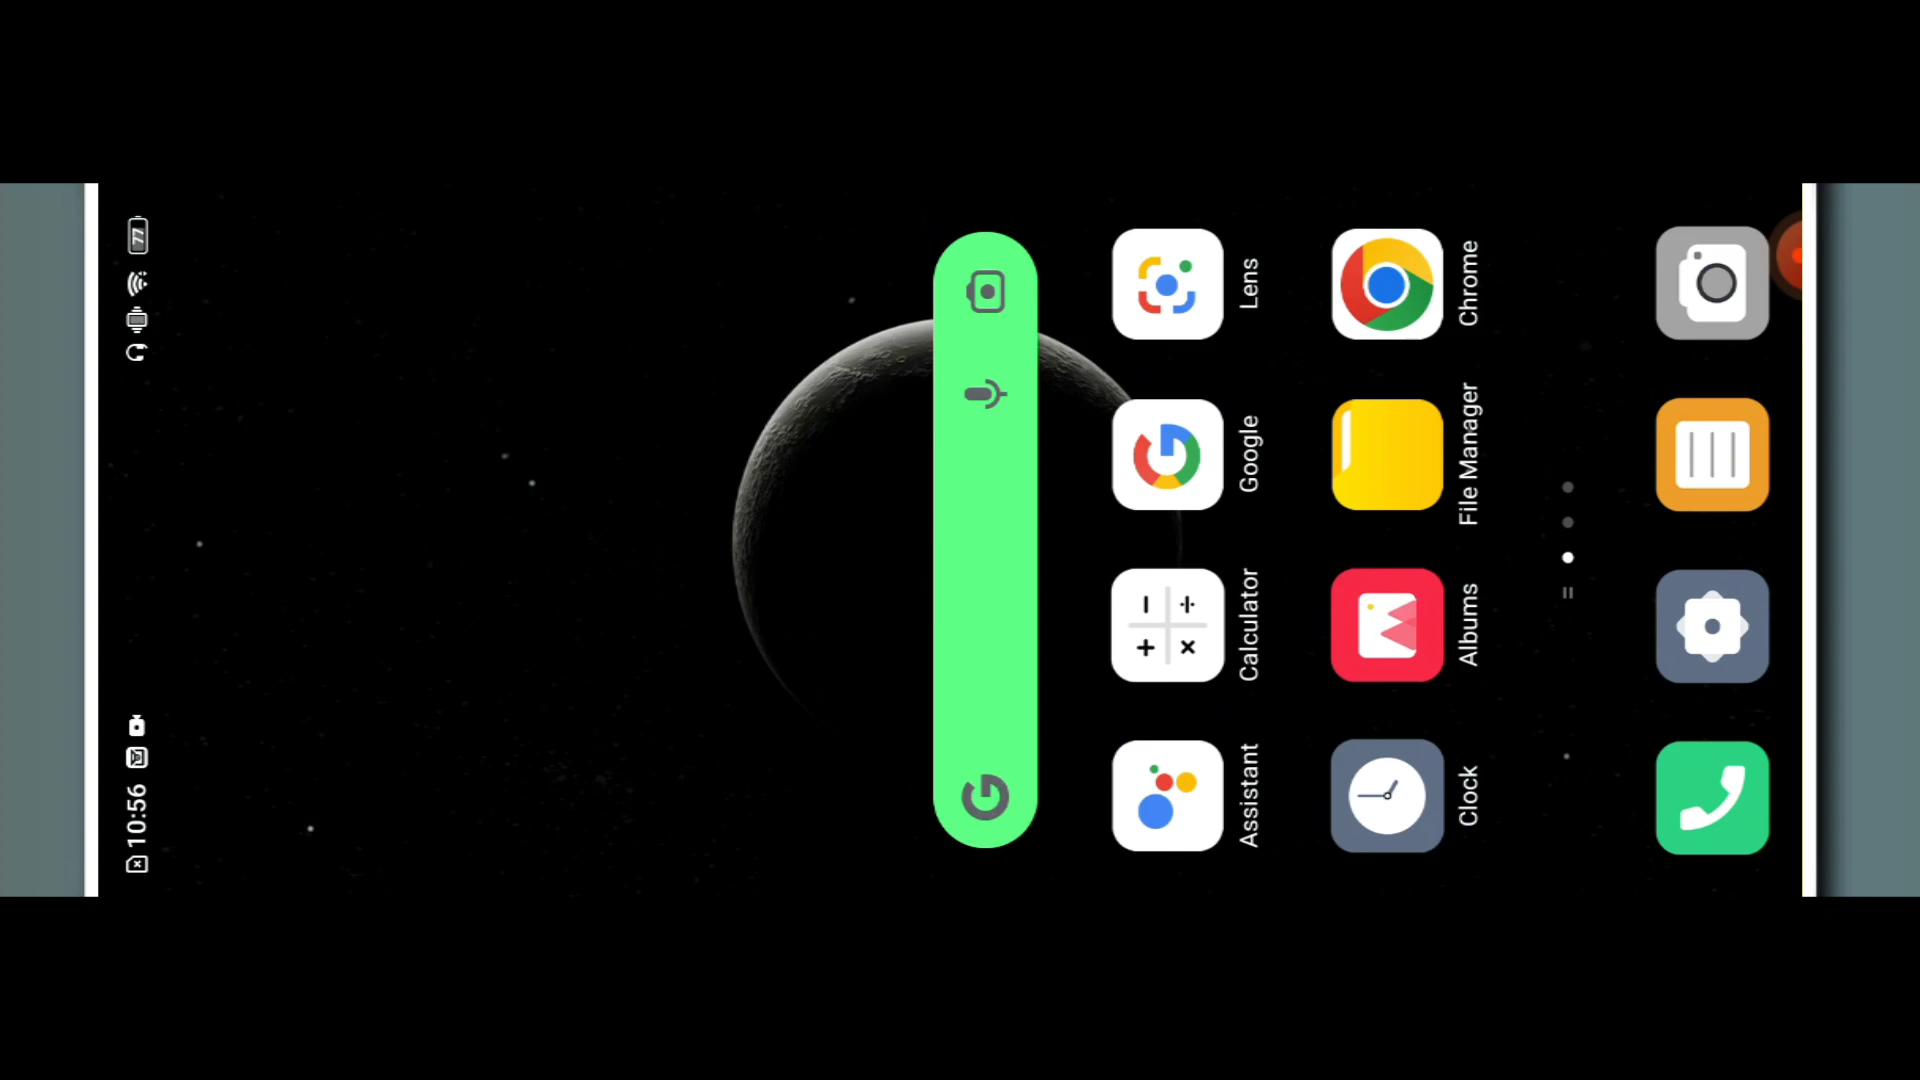 10:56
77
Assistant
Calculator
Google
Lens
Clock
Albums
File Manager
Chrome